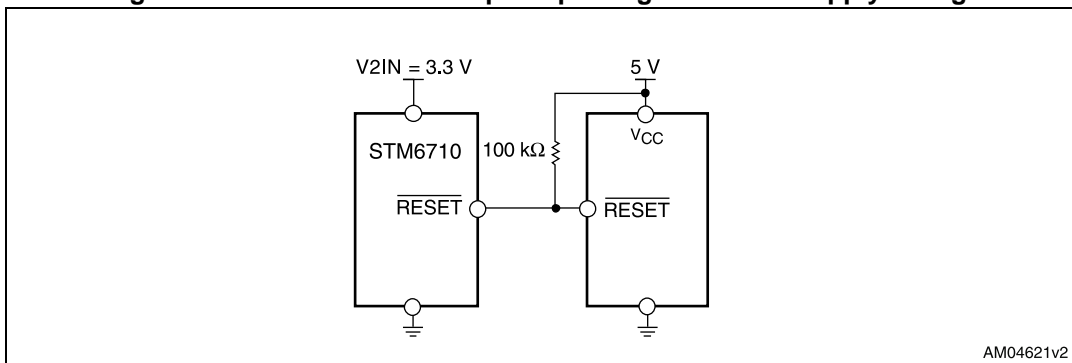 V2IN = 3.3 V
5 V
VCC
STM6710
100 kΩ
RESET
RESET
AM04621v2